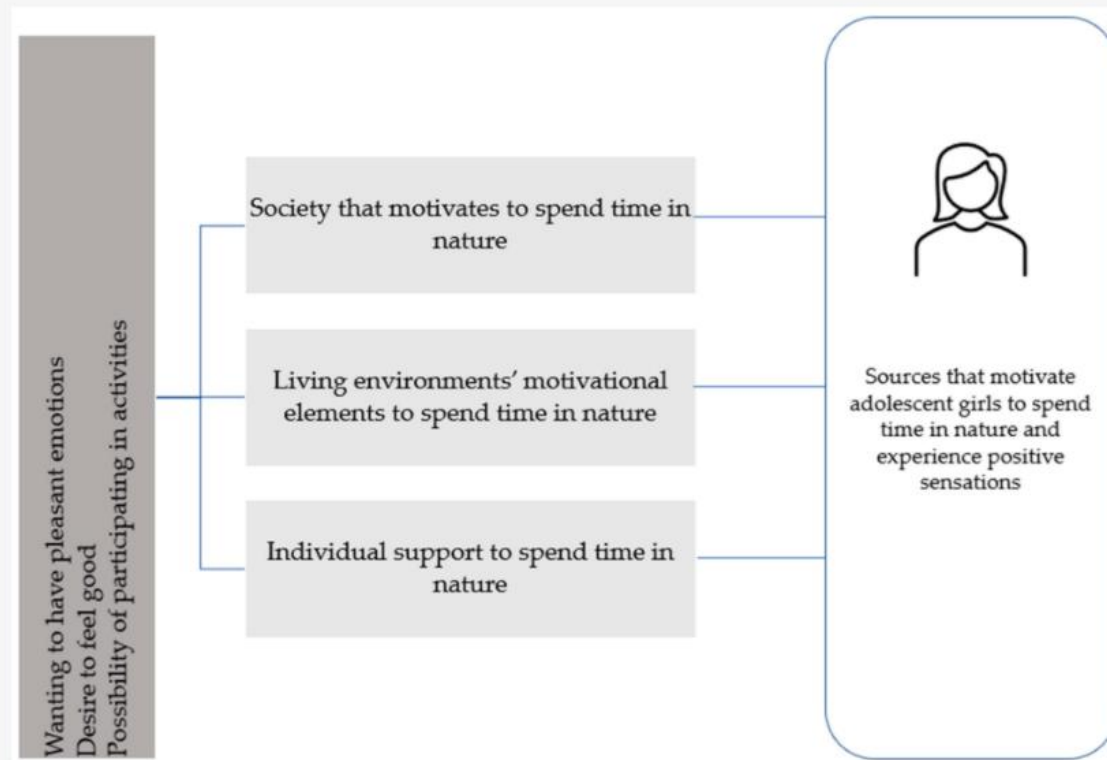 Wanting to have pleasant emotions
Desire to feel good
Possibility of participating in activities
Society that motivates to spend time in
nature
Living environments’ motivational
elements to spend time in nature
Individual support to spend time in
nature
Sources that motivate
adolescent girls to spend
time in nature and
experience positive
sensations